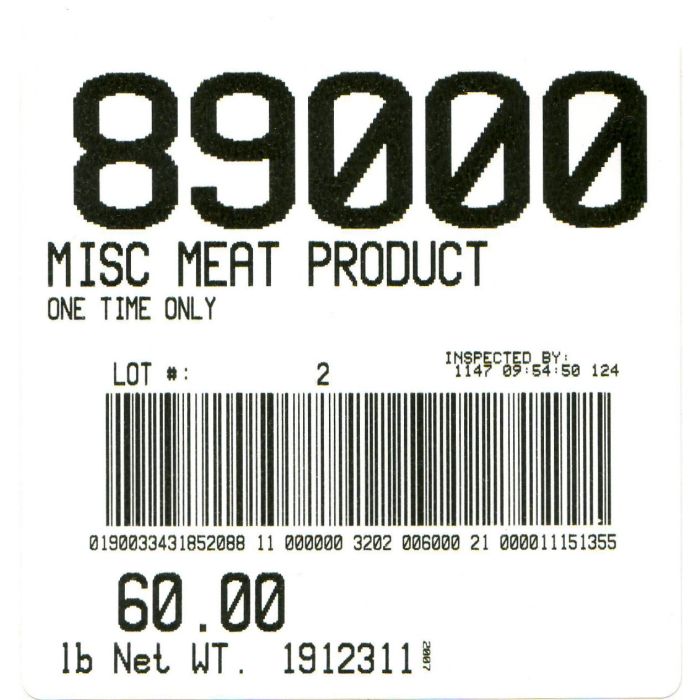 89000
MISC MEAT PRODUCT
ONE TIME ONLY
INSPECTED BY:
LOT #: 2 1147 09:54:50 124
0190033431852088 11 000000 3202 006000 21 000011151355
60.00
lb Net WT. 1912311 2007